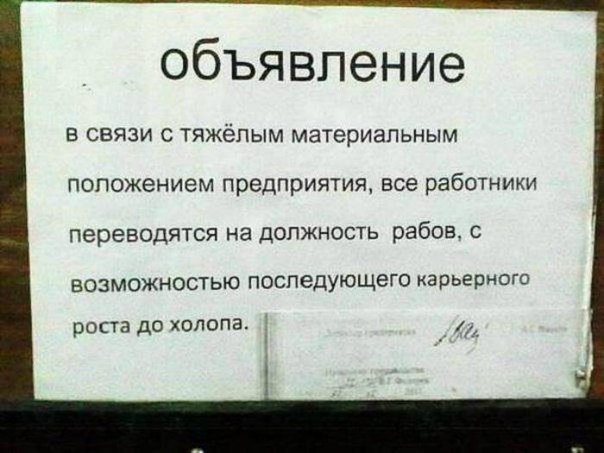 объявление
в связи с тяжёлым материальным
положением предприятия, все работники
переводятся на должность рабов, с
возможностью последующего карьерного
роста до холопа.